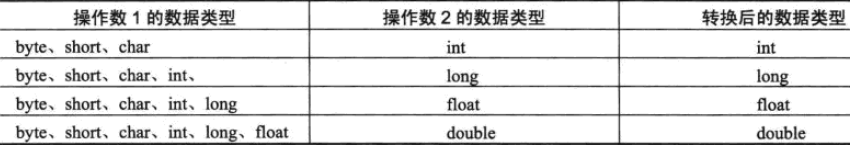 操作数 1 的数据类型 操作数 2 的数据类型 转换后的数据类型
byte、short、char int int
byte、short、char、int、 long long
byte、short、char、int、long float float
byte、short、char、int、long、float double double